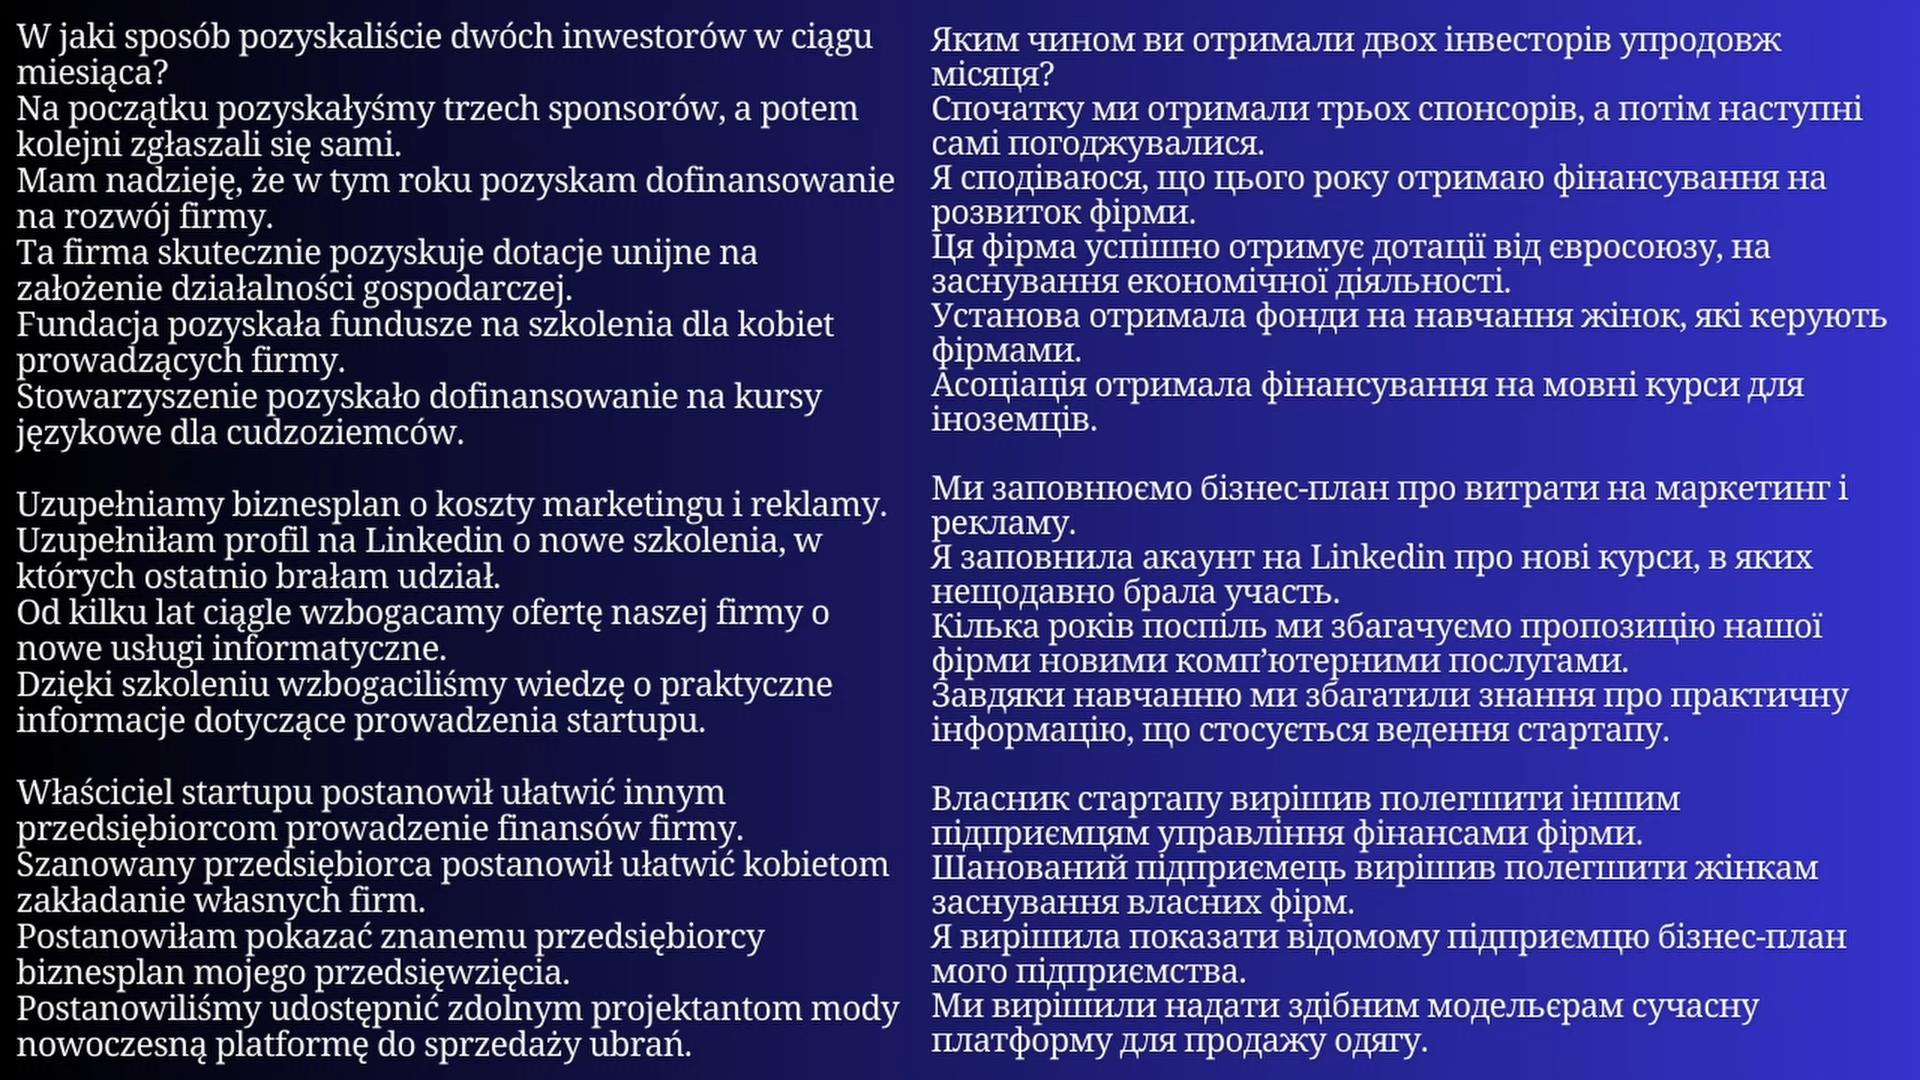 W jaki sposób pozyskaliście dwóch inwestorów w ciągu
miesiąca?
Na początku pozyskałyśmy trzech sponsorów, a potem
kolejni zgłaszali się sami.
Mam nadzieję, że w tym roku pozyskam dofinansowanie
na rozwój firmy.
Ta firma skutecznie pozyskuje dotacje unijne na
założenie działalności gospodarczej.
Fundacja pozyskała fundusze na szkolenia dla kobiet
prowadzących firmy.
Stowarzyszenie pozyskało dofinansowanie na kursy
językowe dla cudzoziemców.
Uzupełniamy biznesplan o koszty marketingu i reklamy.
Uzupełniłam profil na Linkedin o nowe szkolenia, w
których ostatnio brałam udział.
Od kilku lat ciągle wzbogacamy ofertę naszej firmy o
nowe usługi informatyczne.
Dzięki szkoleniu wzbogaciliśmy wiedzę o praktyczne
informacje dotyczące prowadzenia startupu.
Właściciel startupu postanowił ułatwić innym
przedsiębiorcom prowadzenie finansów firmy.
Szanowany przedsiębiorca postanowił ułatwić kobietom
zakładanie własnych firm.
Postanowiłam pokazać znanemu przedsiębiorcy
biznesplan mojego przedsięwzięcia.
Postanowiliśmy udostępnić zdolnym projektantom mody
nowoczesną platformę do sprzedaży ubrań.
Яким чином ви отримали двох інвесторів упродовж
місяця?
Спочатку ми отримали трьох спонсорів, а потім наступні
самі погоджувалися.
Я сподіваюся, що цього року отримаю фінансування на
розвиток фірми.
Ця фірма успішно отримує дотації від євросоюзу, на
заснування економічної діяльності.
Установа отримала фонди на навчання жінок, які керують
фірмами.
Асоціація отримала фінансування на мовні курси для
іноземців.
Ми заповнюємо бізнес-план про витрати на маркетинг і
рекламу.
Я заповнила акаунт на Linkedin про нові курси, в яких
нещодавно брала участь.
Кілька років поспіль ми збагачуємо пропозицію нашої
фірми новими комп’ютерними послугами.
Завдяки навчанню ми збагатили знання про практичну
інформацію, що стосується ведення стартапу.
Власник стартапу вирішив полегшити іншим
підприємцям управління фінансами фірми.
Шанований підприємець вирішив полегшити жінкам
заснування власних фірм.
Я вирішила показати відомому підприємцю бізнес-план
мого підприємства.
Ми вирішили надати здібним модельєрам сучасну
платформу для продажу одягу.